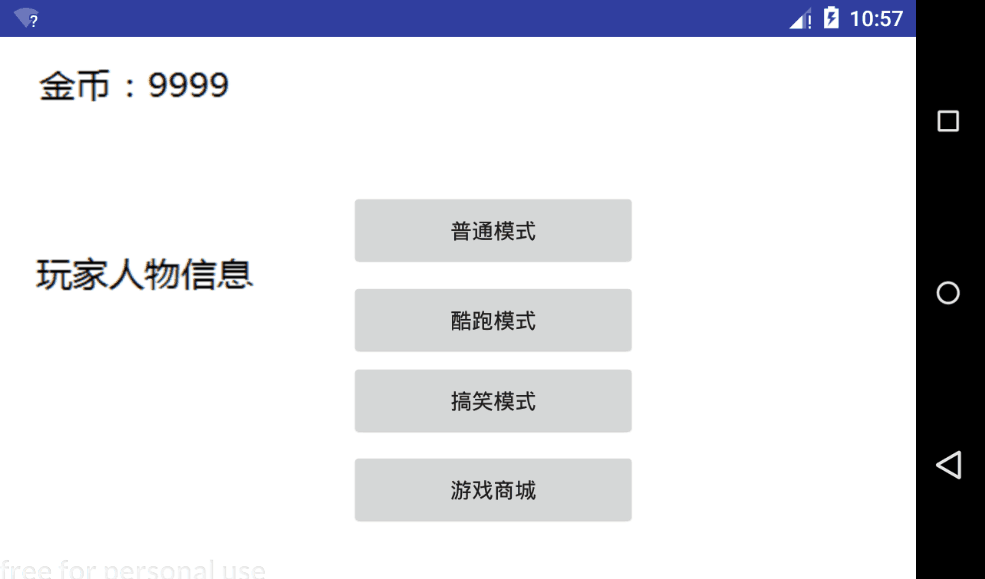 10:57
金币：9999
普通模式
玩家人物信息
酷跑模式
搞笑模式
游戏商城
free for personal use